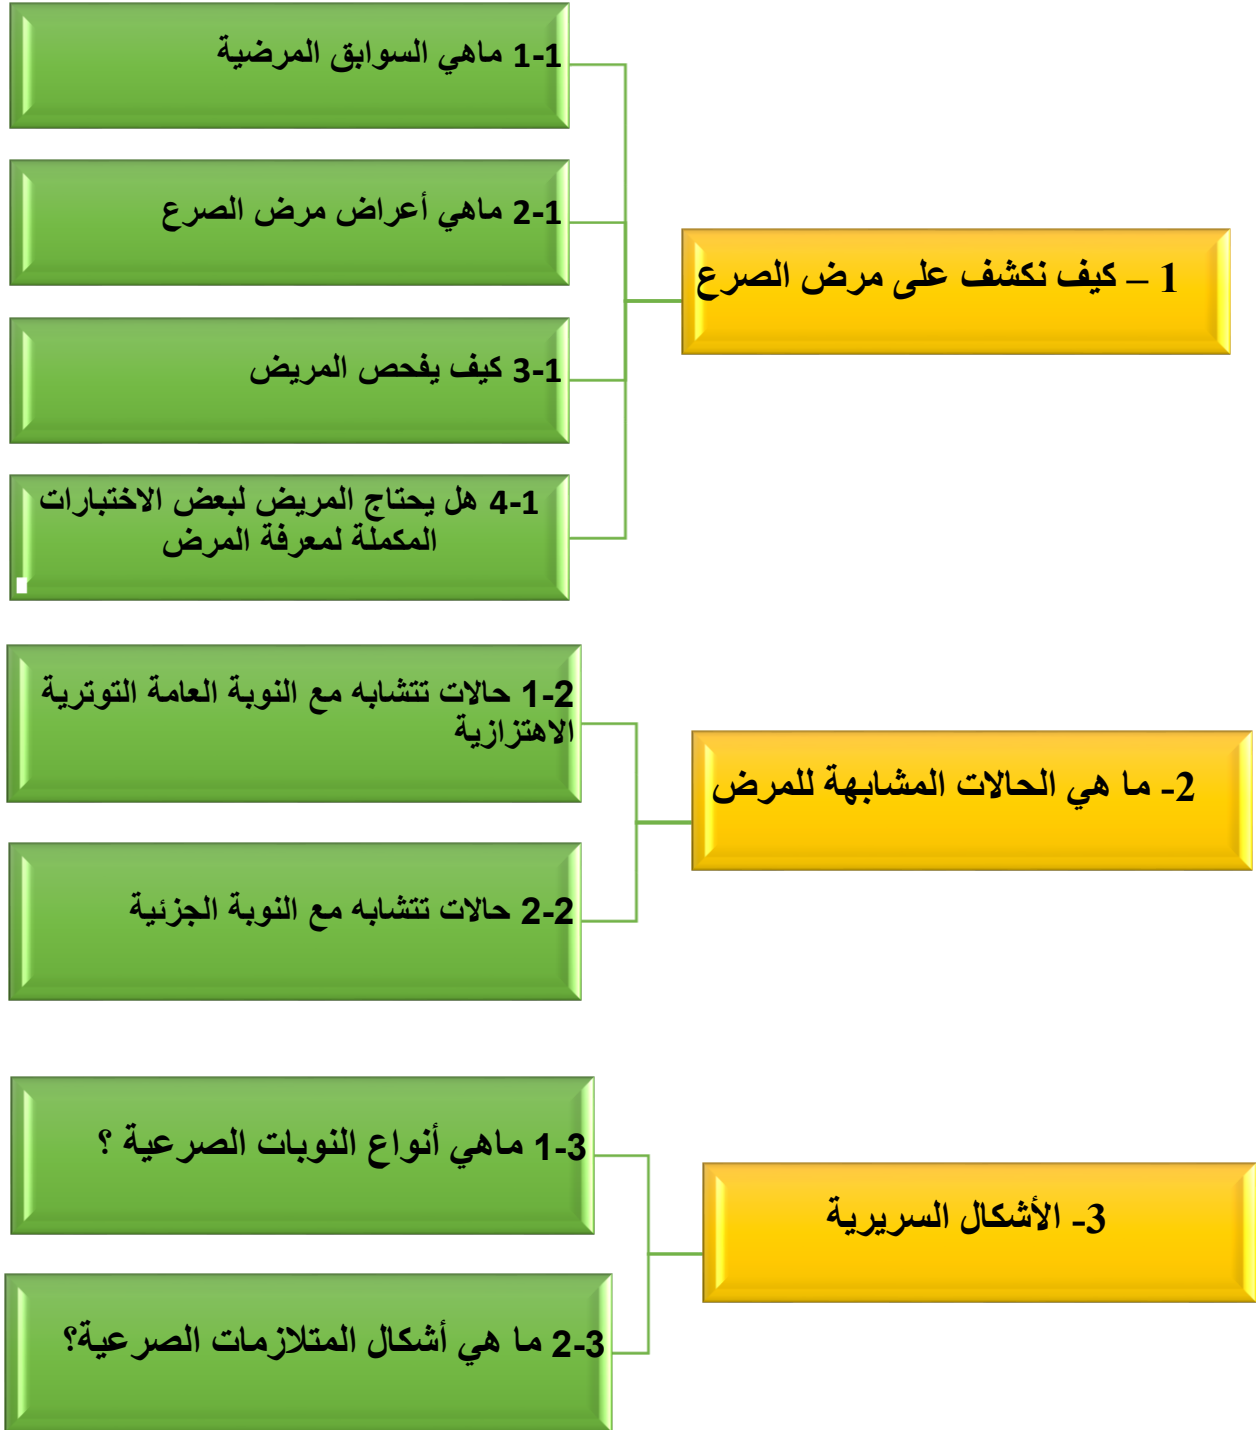 1 – كيف نكشف على مرض الصرع
1-1 ماهي السوابق المرضية
2-1 ماهي أعراض مرض الصرع
3-1 كيف يفحص المريض
4-1 هل يحتاج المريض لبعض الاختبارات
المكملة لمعرفة المرض
2- ما هي الحالات المشابهة للمرض
1-2 حالات تتشابه مع النوبة العامة التوترية
الاهتزازية
2-2 حالات تتشابه مع النوبة الجزئية
3- الأشكال السريرية
1-3 ماهي أنواع النوبات الصرعية ؟
2-3 ما هي أشكال المتلازمات الصرعية؟